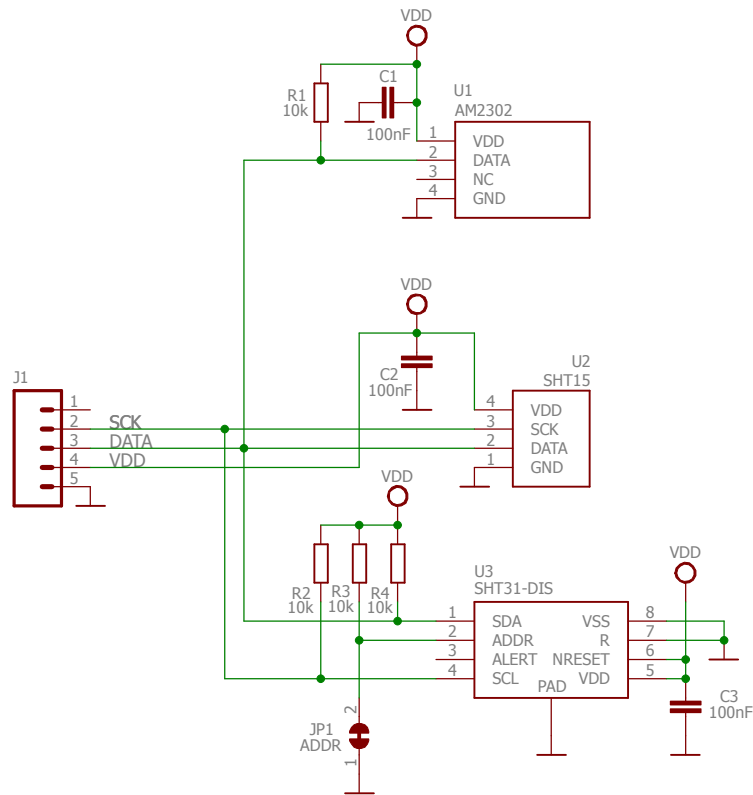 VDD
C1
R1
10k
100nF
U1
AM2302
1 VDD
2 DATA
3 NC
4 GND
VDD
C2
100nF
U2
SHT15
4 VDD
3 SCK
2 DATA
1 GND
J1
1
2 SCK
3 DATA
4 VDD
5
VDD
R2
10k
R3
10k
R4
10k
U3
SHT31-DIS
1 SDA
2 ADDR
3 ALERT
4 SCL
VSS 8
R 7
NRESET 6
VDD 5
PAD
VDD
C3
100nF
2
JP1
ADDR
1